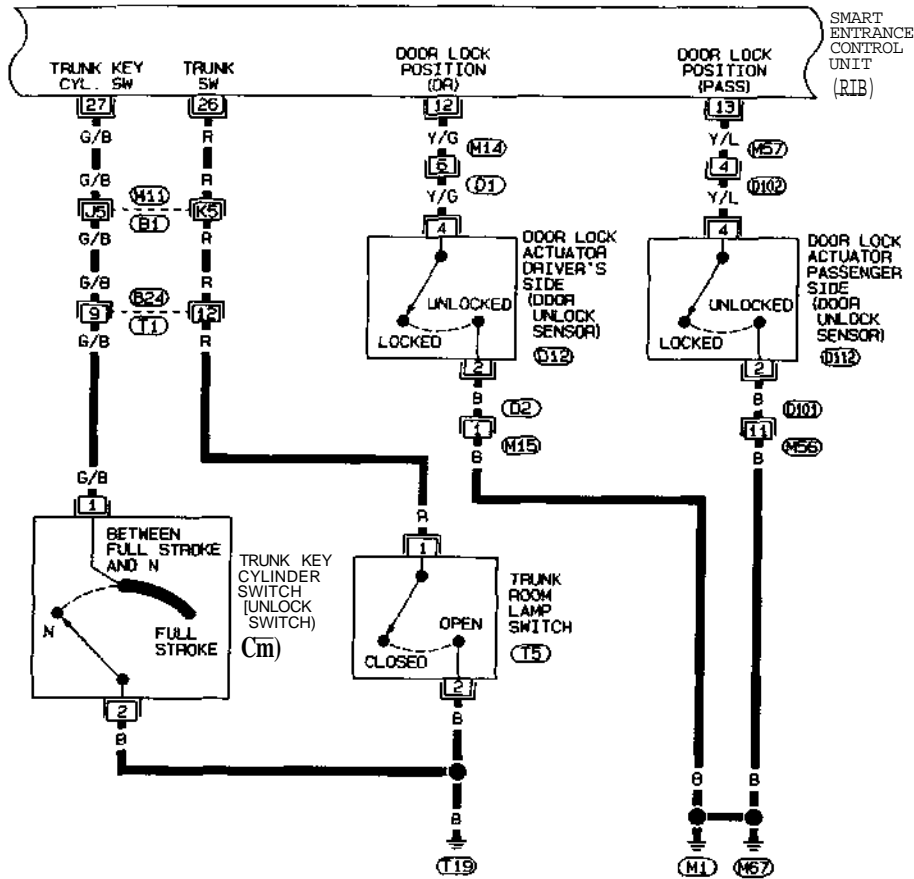 SMART
ENTRANCE
CONTROL
UNIT
(RIB)
TRUNK KEY
CYL. SW
TRUNK
SW
DOOR LOCK
POSITION
(DR)
DOOR LOCK
POSITION
(PASS)
27
26
12
13
G/B
R
Y/G
Y/L
M14
M57
6
4
D1
D102
G/B
R
Y/G
Y/L
M11
J5
K5
B1
4
4
G/B
R
DOOR LOCK
ACTUATOR
DRIVER'S
SIDE
(DOOR
UNLOCK
SENSOR)
D12
DOOR LOCK
ACTUATOR
PASSENGER
SIDE
(DOOR
UNLOCK
SENSOR)
D112
UNLOCKED
LOCKED
UNLOCKED
LOCKED
G/B
R
B24
9
12
T1
G/B
R
2
2
B
B
D2
D101
1
11
M15
M56
B
B
G/B
1
R
1
BETWEEN
FULL STROKE
AND N
N
FULL
STROKE
TRUNK KEY
CYLINDER
SWITCH
[UNLOCK
SWITCH)
Cm)
OPEN
CLOSED
TRUNK
ROOM
LAMP
SWITCH
T5
2
2
B
B
B
B
B
T19
M1
M67